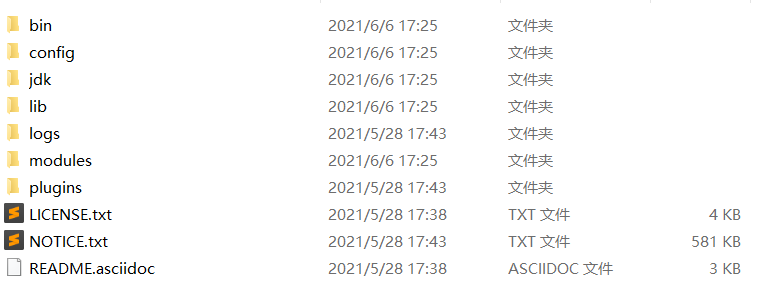 bin 2021/6/6 17:25 文件夹
config 2021/6/6 17:25 文件夹
jdk 2021/6/6 17:25 文件夹
lib 2021/6/6 17:25 文件夹
logs 2021/5/28 17:43 文件夹
modules 2021/6/6 17:25 文件夹
plugins 2021/5/28 17:43 文件夹
LICENSE.txt 2021/5/28 17:38 TXT 文件 4 KB
NOTICE.txt 2021/5/28 17:43 TXT 文件 581 KB
README.asciidoc 2021/5/28 17:38 ASCIIDOC 文件 3 KB